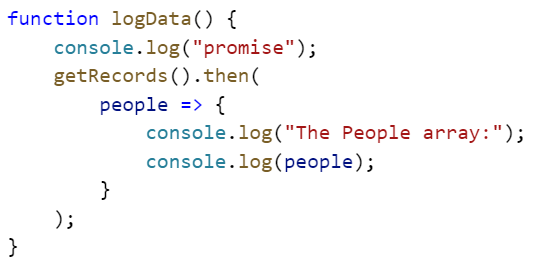 function logData() {
    console.log("promise");
    getRecords().then(
        people => {
            console.log("The People array:");
            console.log(people);
        }
    );
}